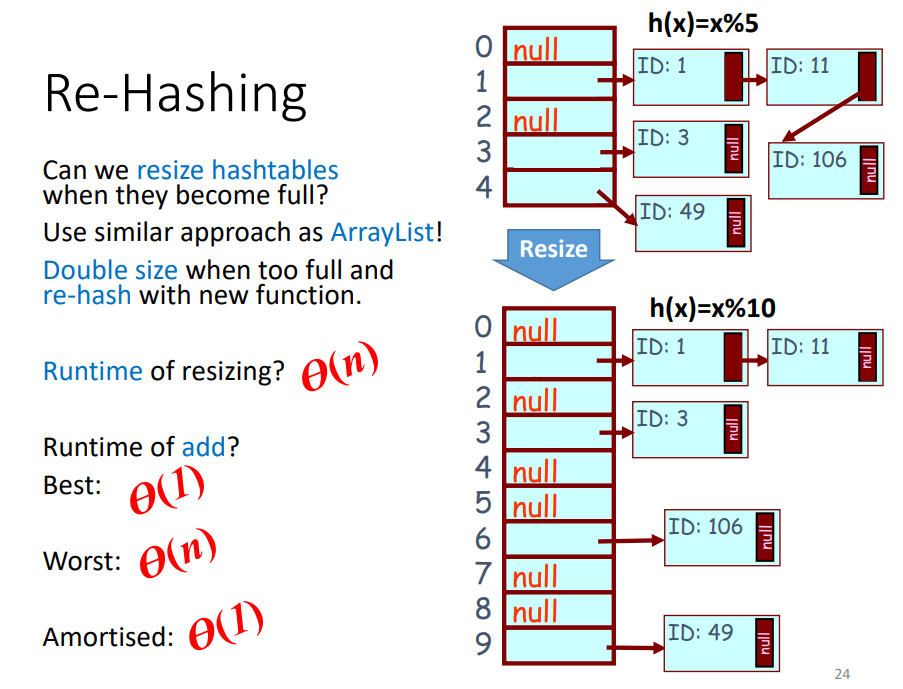 Re-Hashing
Can we resize hashtables
when they become full?
Use similar approach as ArrayList!
Double size when too full and
re-hash with new function.
Runtime of resizing? Θ(n)
Runtime of add?
Best: Θ(1)
Worst: Θ(n)
Amortised: Θ(1)
h(x)=x%5
0 null
1 ID: 1 ID: 11
2 null
3 ID: 3 null
ID: 106 null
4 ID: 49 null
Resize
h(x)=x%10
0 null
1 ID: 1 ID: 11 null
2 null
3 ID: 3 null
4 null
5 null
6 ID: 106 null
7 null
8 null
9 ID: 49 null
24